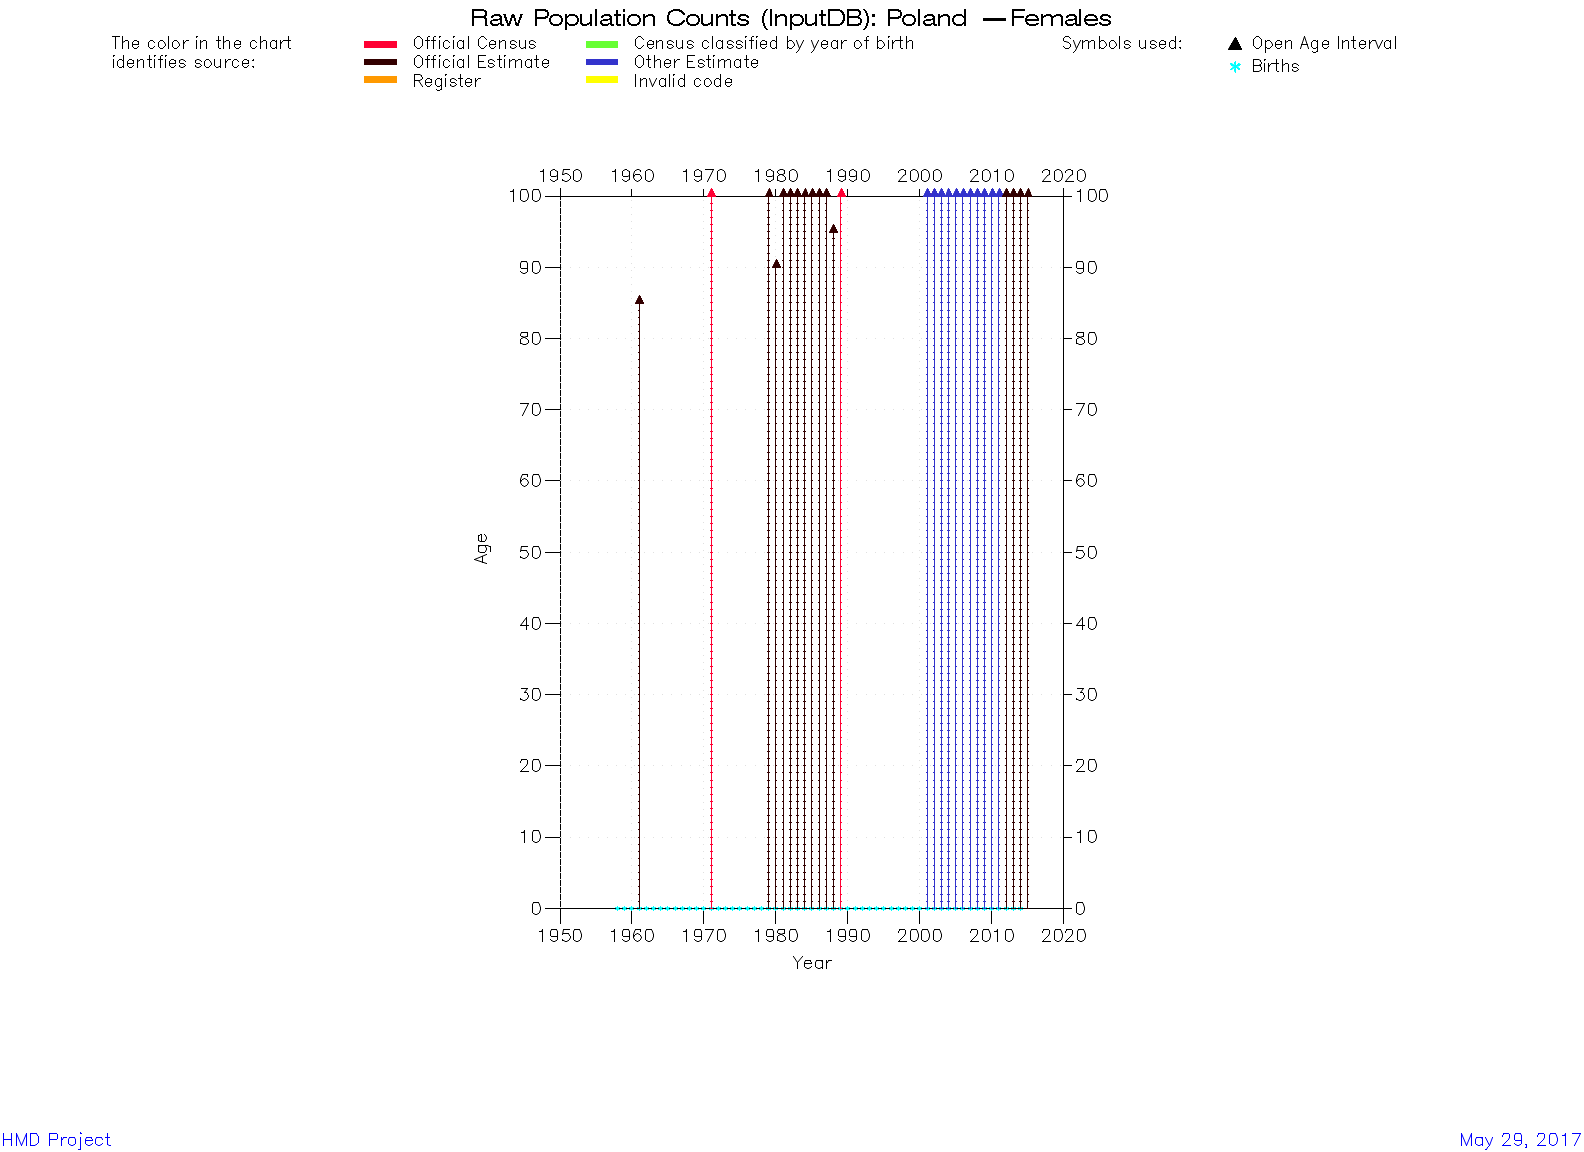 Raw Population Counts (InputDB): Poland — Females
The color in the chart
identifies source:
Official Census
Official Estimate
Register
Census classified by year of birth
Other Estimate
Invalid code
Symbols used:
Open Age Interval
Births
1950 1960 1970 1980 1990 2000 2010 2020
100 100
90 90
80 80
70 70
60 60
50 50
40 40
30 30
20 20
10 10
0 0
Age
1950 1960 1970 1980 1990 2000 2010 2020
Year
HMD Project
May 29, 2017